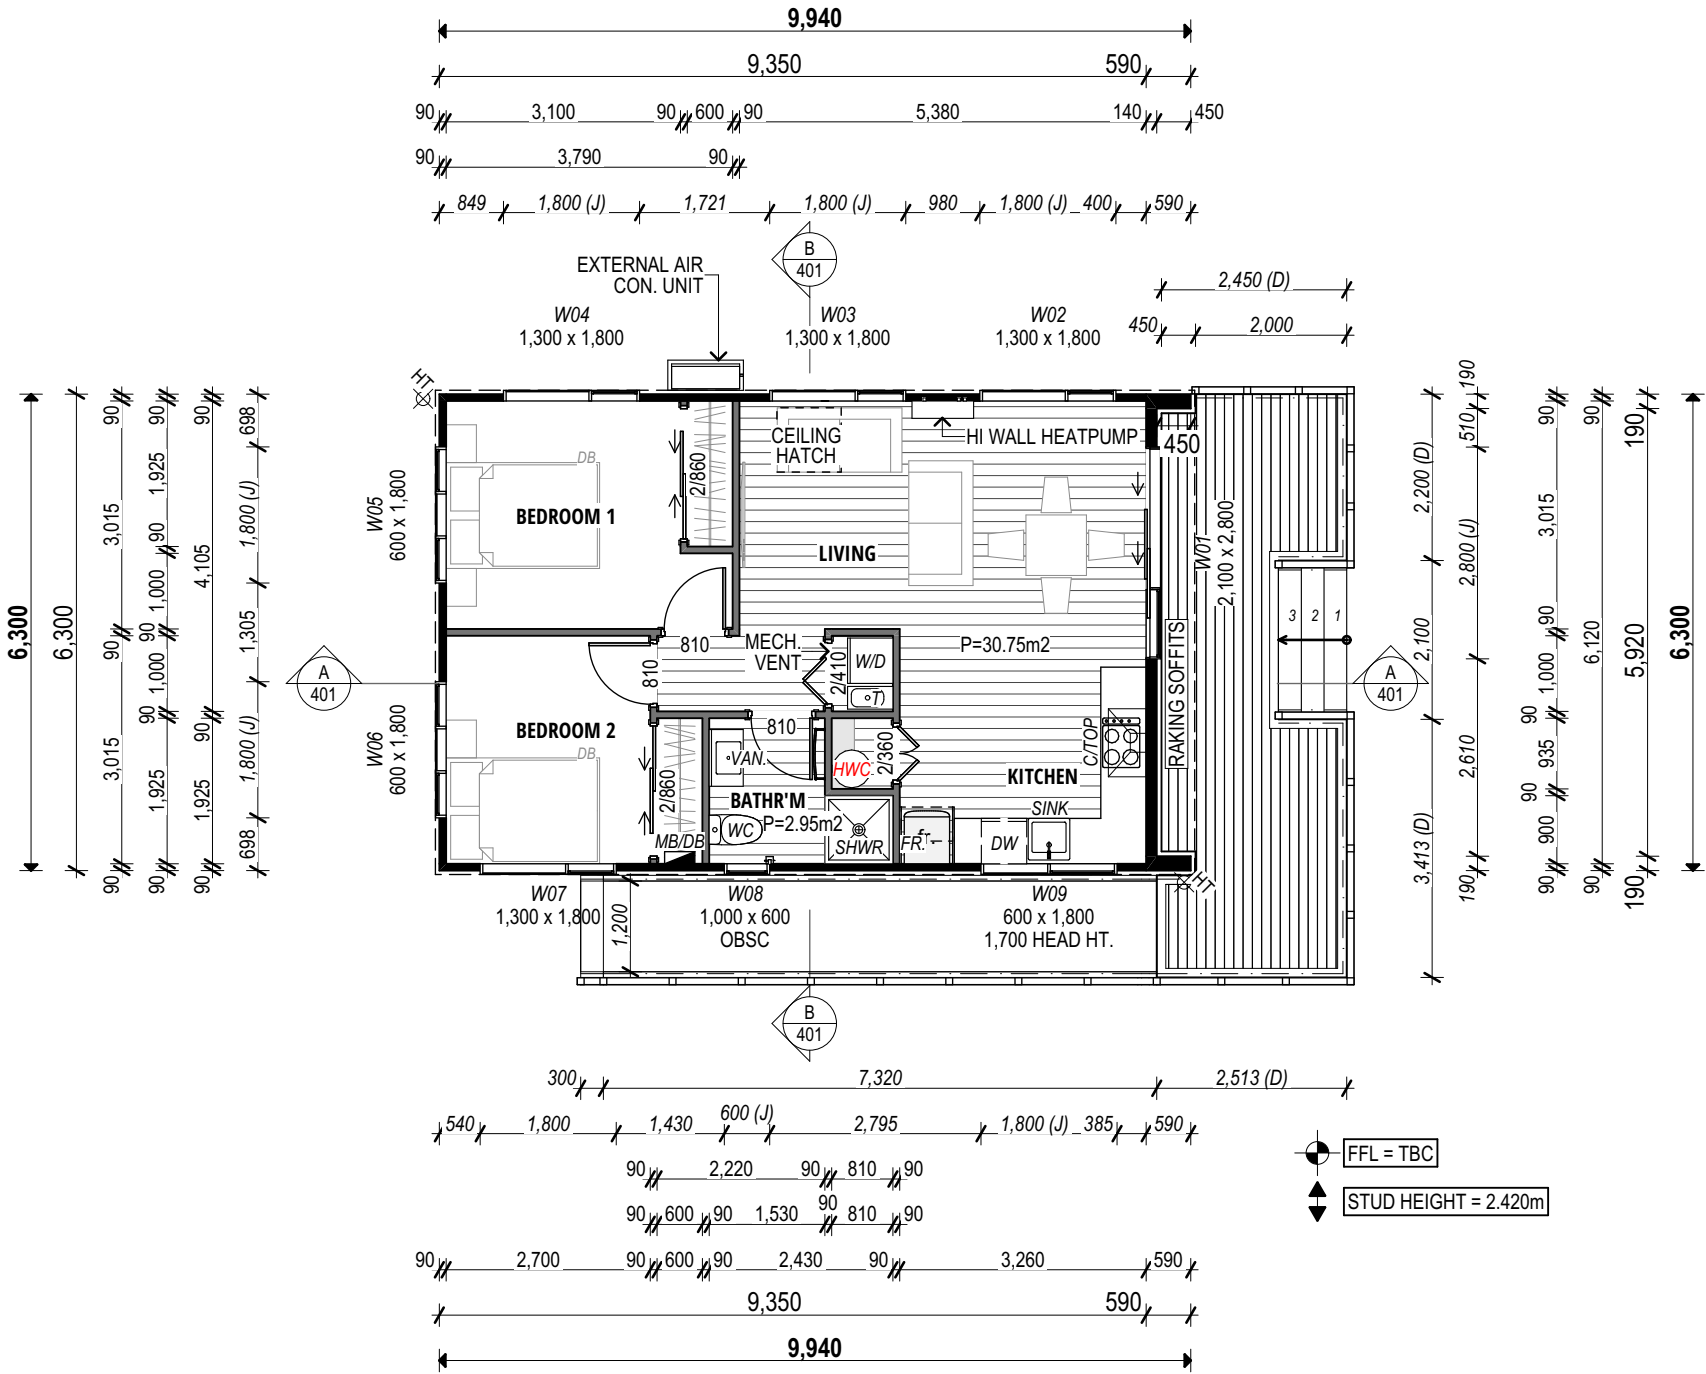 9,940
9,350 590
90 3,100 90 600 90 5,380 140 450
90 3,790 90
849 1,800 (J) 1,721 1,800 (J) 980 1,800 (J) 400 590
B
401
EXTERNAL AIR
CON. UNIT
2,450 (D)
450 2,000
W04
1,300 x 1,800
W03
1,300 x 1,800
W02
1,300 x 1,800
HT
6,300
6,300
90 3,015 90 3,015 90
90 1,925 90 1,000 90 1,000 90 1,925 90
90 4,105 90 1,925 90
698 1,800 (J) 1,305 1,800 (J) 698
W05
600 x 1,800
W06
600 x 1,800
A
401
CEILING
HATCH
HI WALL HEATPUMP
450
DB
2/860
BEDROOM 1
LIVING
W01
2,100 x 2,800
3 2 1
810
810
MECH.
VENT
2/410
W/D
T
P=30.75m2
RAKING SOFFITS
A
401
BEDROOM 2
DB
810
VAN.
HWC
2/360
C/TOP
KITCHEN
2/860
BATHR'M
P=2.95m2
WC
SHWR
MB/DB
FR.
DW
SINK
HT
2,200 (D) 2,100 3,413 (D)
190 510 2,800 (J) 2,610 190
90 3,015 90 1,000 90 935 90 900 90
90 6,120 90
190 5,920 190
6,300
W07
1,300 x 1,800
W08
1,000 x 600
OBSC
W09
600 x 1,800
1,700 HEAD HT.
1,200
B
401
300 7,320 2,513 (D)
540 1,800 1,430 600 (J) 2,795 1,800 (J) 385 590
90 2,220 90 810 90
90 600 90 1,530 90 810 90
90 2,700 90 600 90 2,430 90 3,260 590
9,350 590
9,940
FFL = TBC
STUD HEIGHT = 2.420m